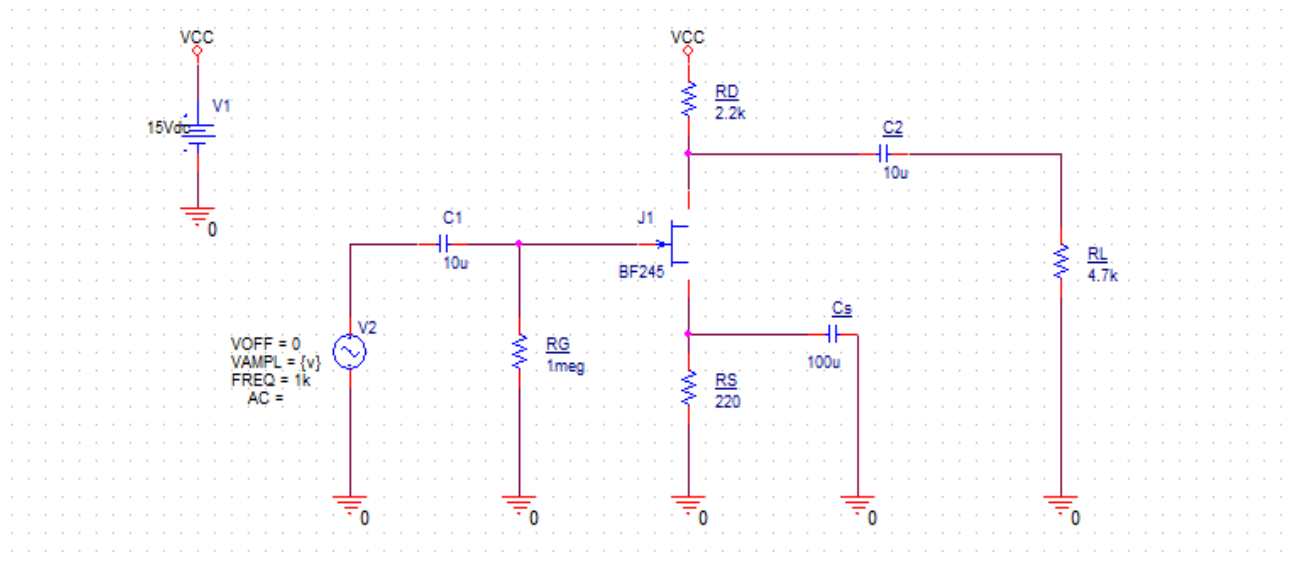 VCC
V1
15Vdc
0
VCC
RD
2.2k
C2
10u
C1
10u
J1
BF245
RL
4.7k
V2
VOFF = 0
VAMPL = {v}
FREQ = 1k
AC =
RG
1meg
Cs
100u
RS
220
0
0
0
0
0